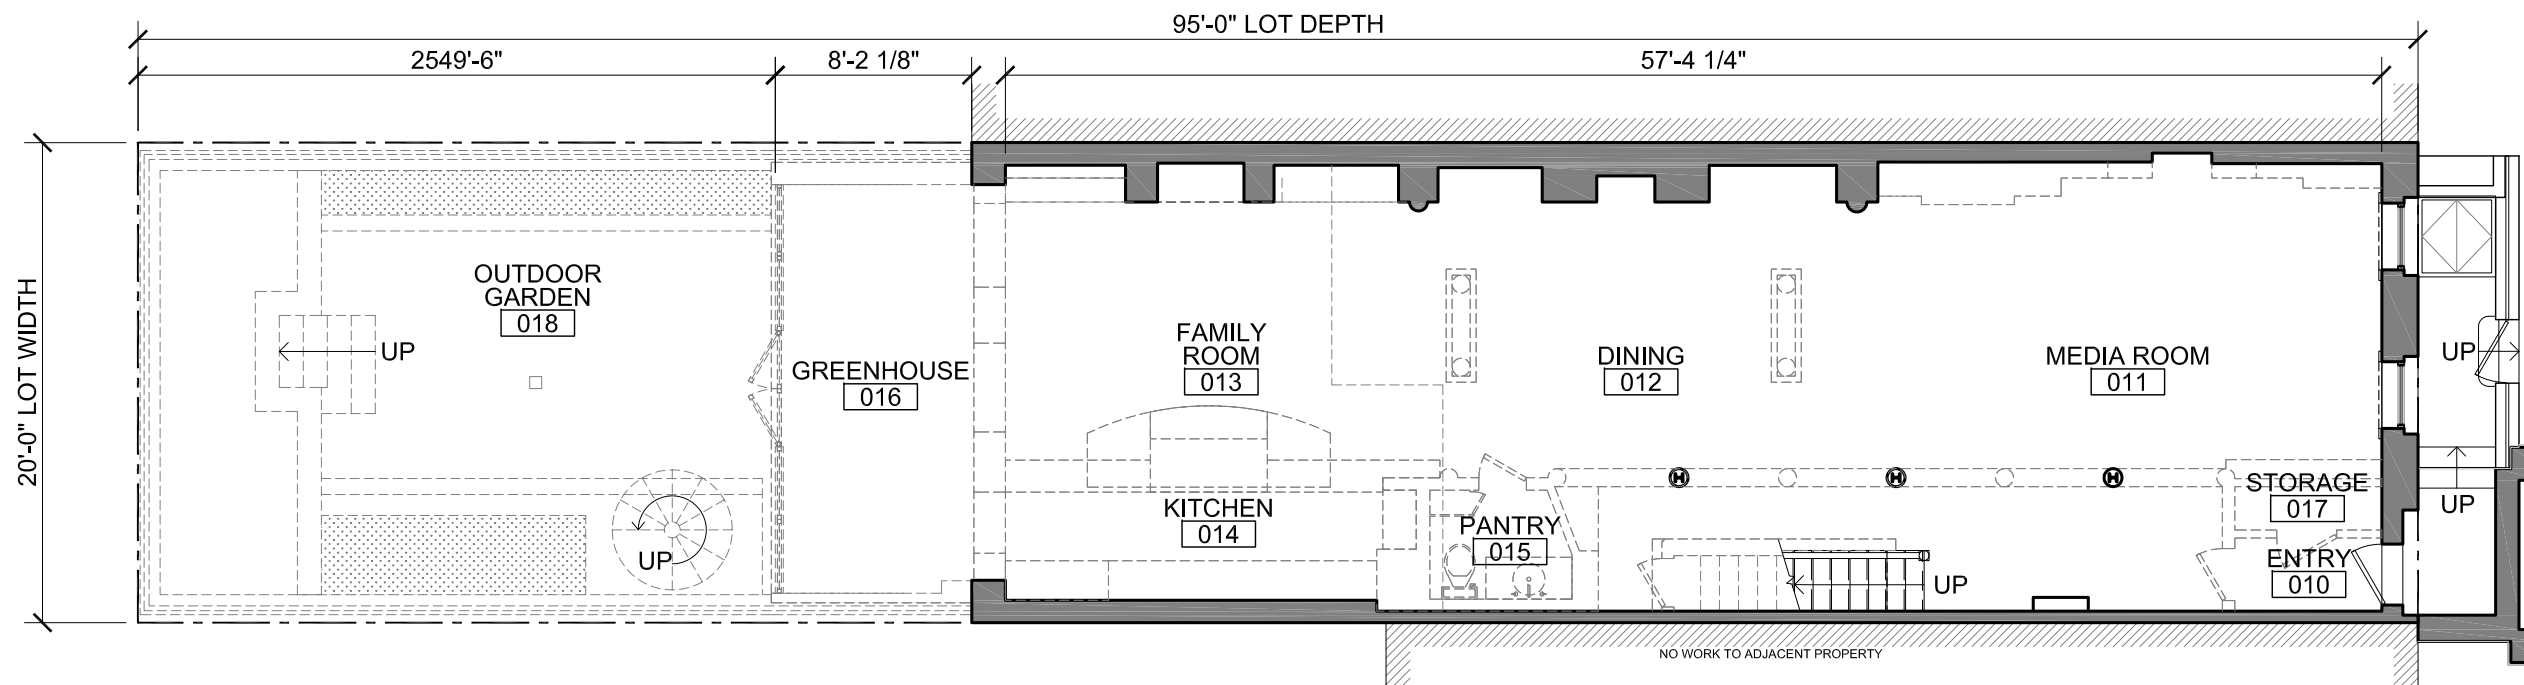 95'-0" LOT DEPTH
2549'-6"
8'-2 1/8"
57'-4 1/4"
20'-0" LOT WIDTH
OUTDOOR
GARDEN
018
UP
UP
GREENHOUSE
016
FAMILY
ROOM
013
KITCHEN
014
DINING
012
PANTRY
015
MEDIA ROOM
011
H
H
H
UP
STORAGE
017
ENTRY
010
UP
UP
NO WORK TO ADJACENT PROPERTY